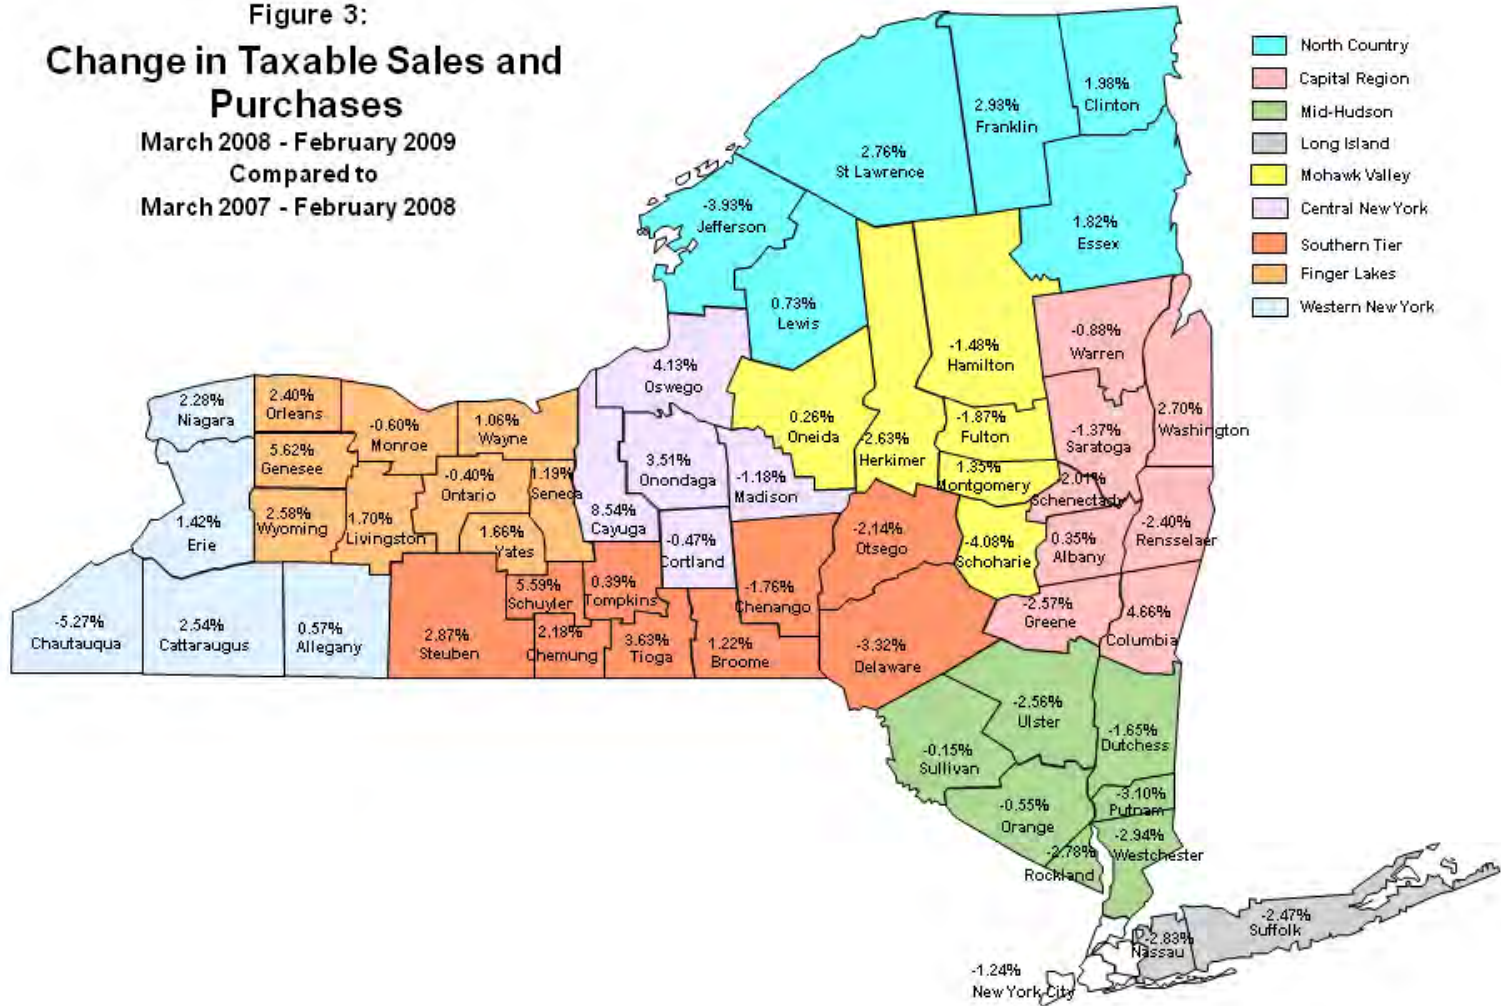 Figure 3:
Change in Taxable Sales and
Purchases
March 2008 - February 2009
Compared to
March 2007 - February 2008
North Country
Capital Region
Mid-Hudson
Long Island
Mohawk Valley
Central New York
Southern Tier
Finger Lakes
Western New York
1.98%
Clinton
2.93%
Franklin
2.76%
St Lawrence
-3.93%
Jefferson
1.82%
Essex
0.73%
Lewis
-0.88%
Warren
-1.48%
Hamilton
4.13%
Oswego
2.28%
Niagara
2.40%
Orleans
-0.60%
Monroe
1.06%
Wayne
0.26%
Oneida
-2.63%
Herkimer
-1.87%
Fulton
-1.37%
Saratoga
2.70%
Washington
5.62%
Genesee
-0.40%
Ontario
1.19%
Seneca
3.51%
Onondaga
-1.18%
Madison
1.35%
Montgomery
-2.01%
Schenectady
1.42%
Erie
2.58%
Wyoming
1.70%
Livingston
1.66%
Yates
8.54%
Cayuga
-0.47%
Cortland
-2.14%
Otsego
-4.08%
Schoharie
0.35%
Albany
-2.40%
Rensselaer
-5.27%
Chautauqua
2.54%
Cattaraugus
0.57%
Allegany
2.87%
Steuben
5.59%
Schuyler
0.39%
Tompkins
2.18%
Chemung
3.63%
Tioga
1.22%
Broome
-1.76%
Chenango
-3.32%
Delaware
-2.57%
Greene
4.66%
Columbia
-2.56%
Ulster
-1.65%
Dutchess
-0.15%
Sullivan
-0.55%
Orange
-3.10%
Putnam
-2.94%
Westchester
-2.78%
Rockland
-2.47%
Suffolk
-2.83%
Nassau
-1.24%
New York City